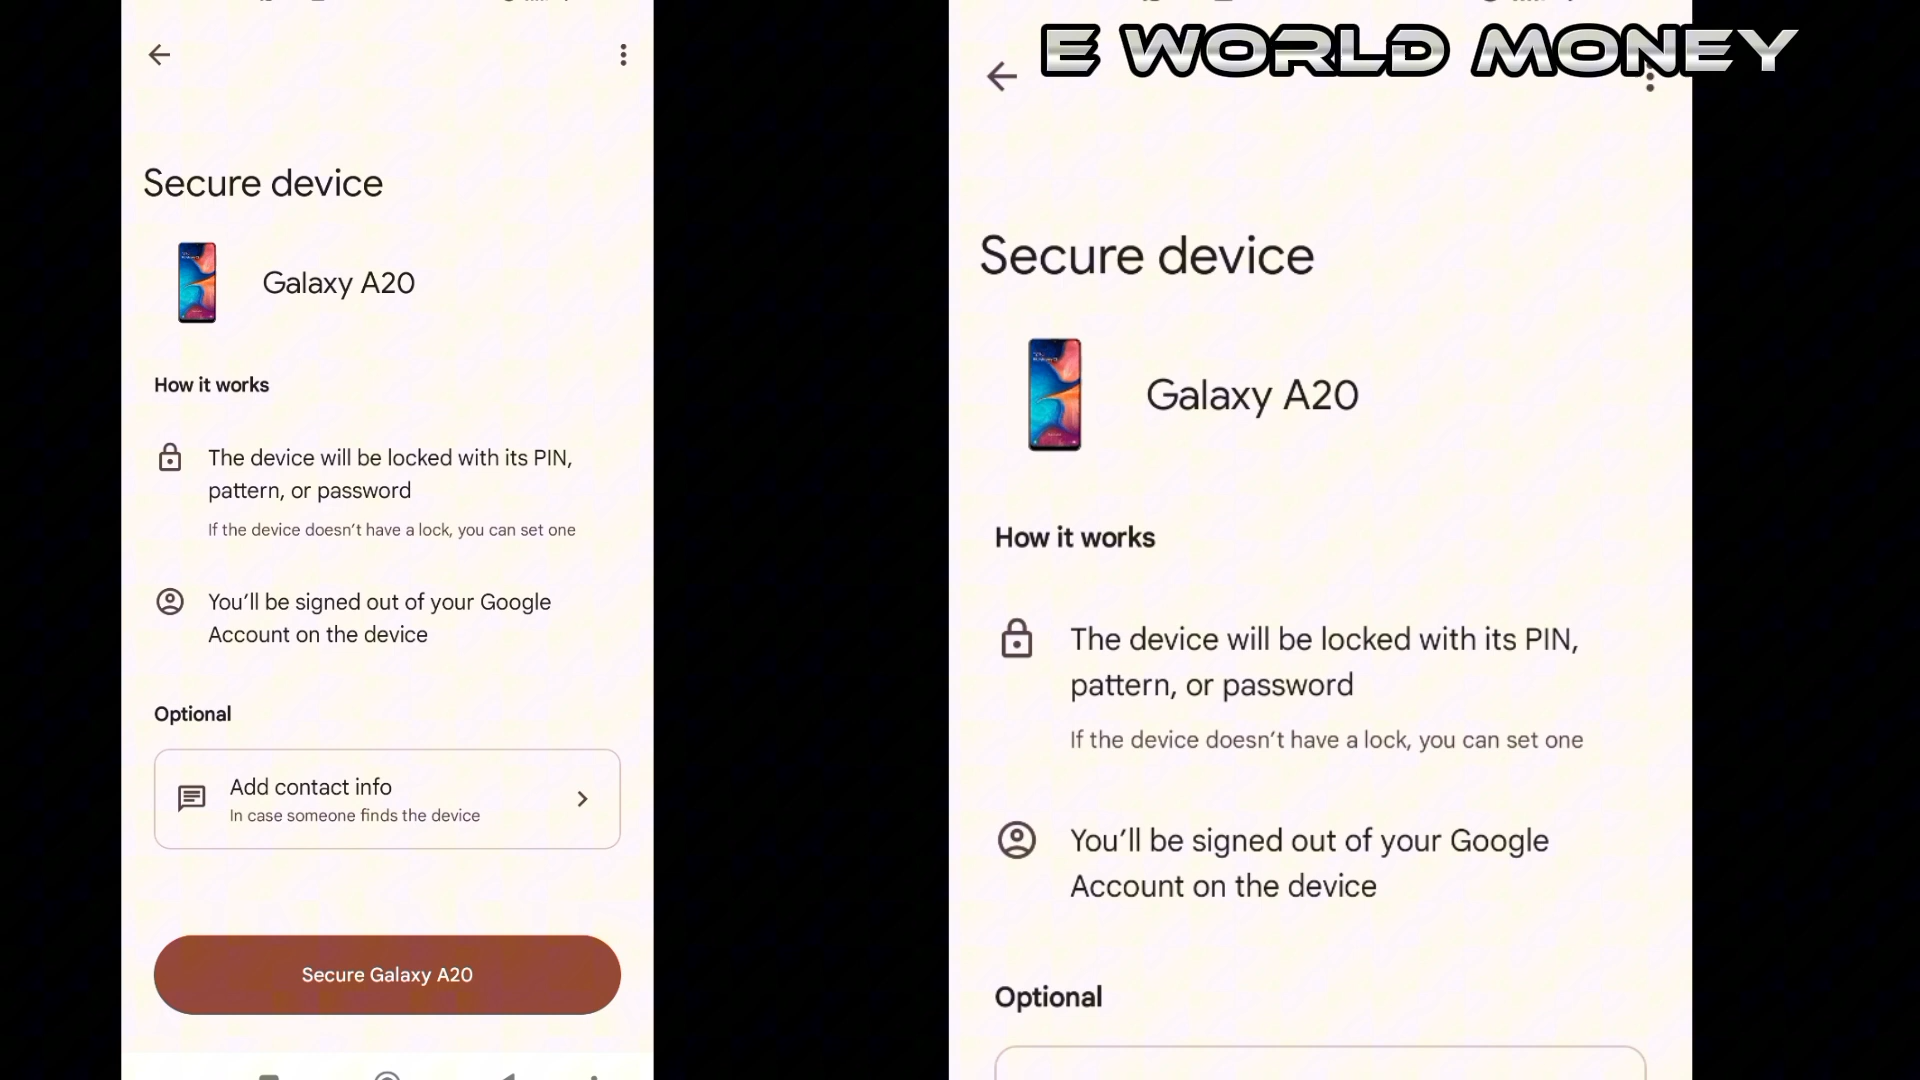 Secure device
Galaxy A20
How it works
The device will be locked with its PIN,
pattern, or password
If the device doesn’t have a lock, you can set one
You’ll be signed out of your Google
Account on the device
Optional
Add contact info
In case someone finds the device
Secure Galaxy A20
E WORLD MONEY
Secure device
Galaxy A20
How it works
The device will be locked with its PIN,
pattern, or password
If the device doesn’t have a lock, you can set one
You’ll be signed out of your Google
Account on the device
Optional